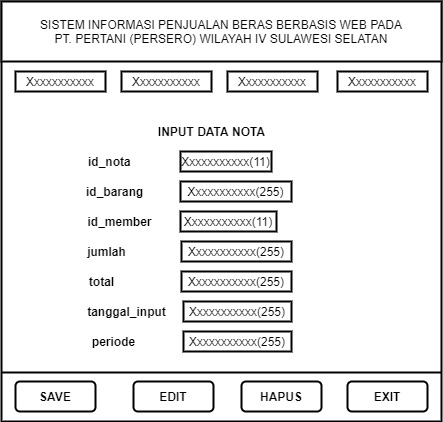 SISTEM INFORMASI PENJUALAN BERAS BERBASIS WEB PADA
PT. PERTANI (PERSERO) WILAYAH IV SULAWESI SELATAN
Xxxxxxxxxxx Xxxxxxxxxxx Xxxxxxxxxxx Xxxxxxxxxxx
INPUT DATA NOTA
id_nota Xxxxxxxxxxx(11)
id_barang Xxxxxxxxxxx(255)
id_member Xxxxxxxxxxx(11)
jumlah Xxxxxxxxxxx(255)
total Xxxxxxxxxxx(255)
tanggal_input Xxxxxxxxxxx(255)
periode Xxxxxxxxxxx(255)
SAVE EDIT HAPUS EXIT